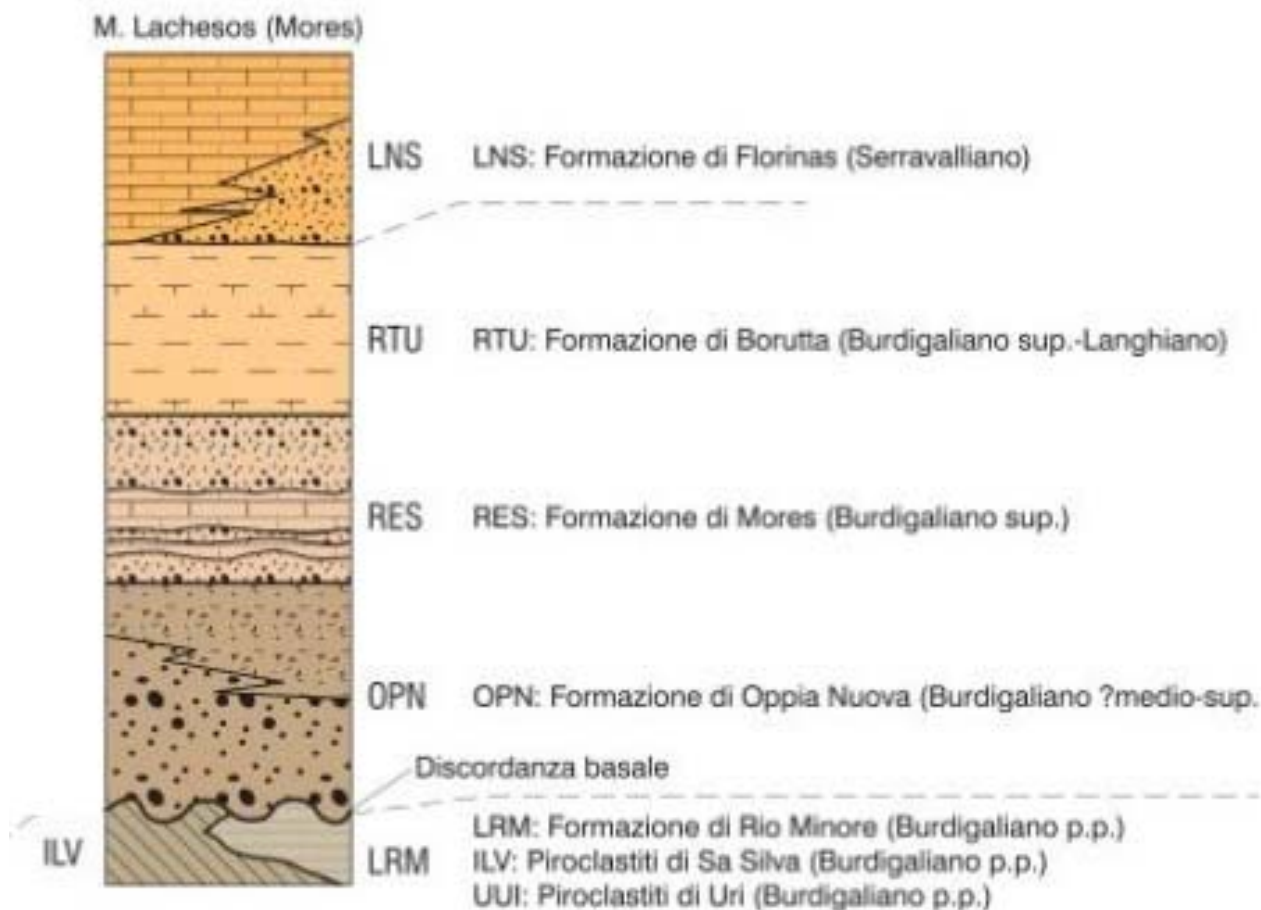 M. Lachesos (Mores)
LNS LNS: Formazione di Florinas (Serravalliano)
RTU RTU: Formazione di Borutta (Burdigaliano sup.-Langhiano)
RES RES: Formazione di Mores (Burdigaliano sup.)
OPN OPN: Formazione di Oppia Nuova (Burdigaliano ?medio-sup.
Discordanza basale
LRM: Formazione di Rio Minore (Burdigaliano p.p.)
ILV LRM ILV: Piroclastiti di Sa Silva (Burdigaliano p.p.)
UUI: Piroclastiti di Uri (Burdigaliano p.p.)